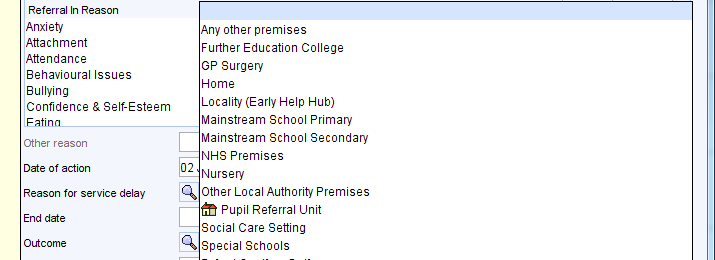 Referral In Reason
Anxiety
Attachment
Attendance
Behavioural Issues
Bullying
Confidence & Self-Esteem
Eating
Other reason
Date of action
02
Reason for service delay
End date
Outcome
Any other premises
Further Education College
GP Surgery
Home
Locality (Early Help Hub)
Mainstream School Primary
Mainstream School Secondary
NHS Premises
Nursery
Other Local Authority Premises
Pupil Referral Unit
Social Care Setting
Special Schools